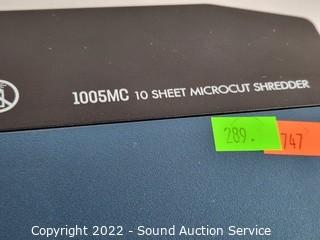 1005MC 10 SHEET MICROCUT SHREDDER
289. 747
Copyright 2022 - Sound Auction Service